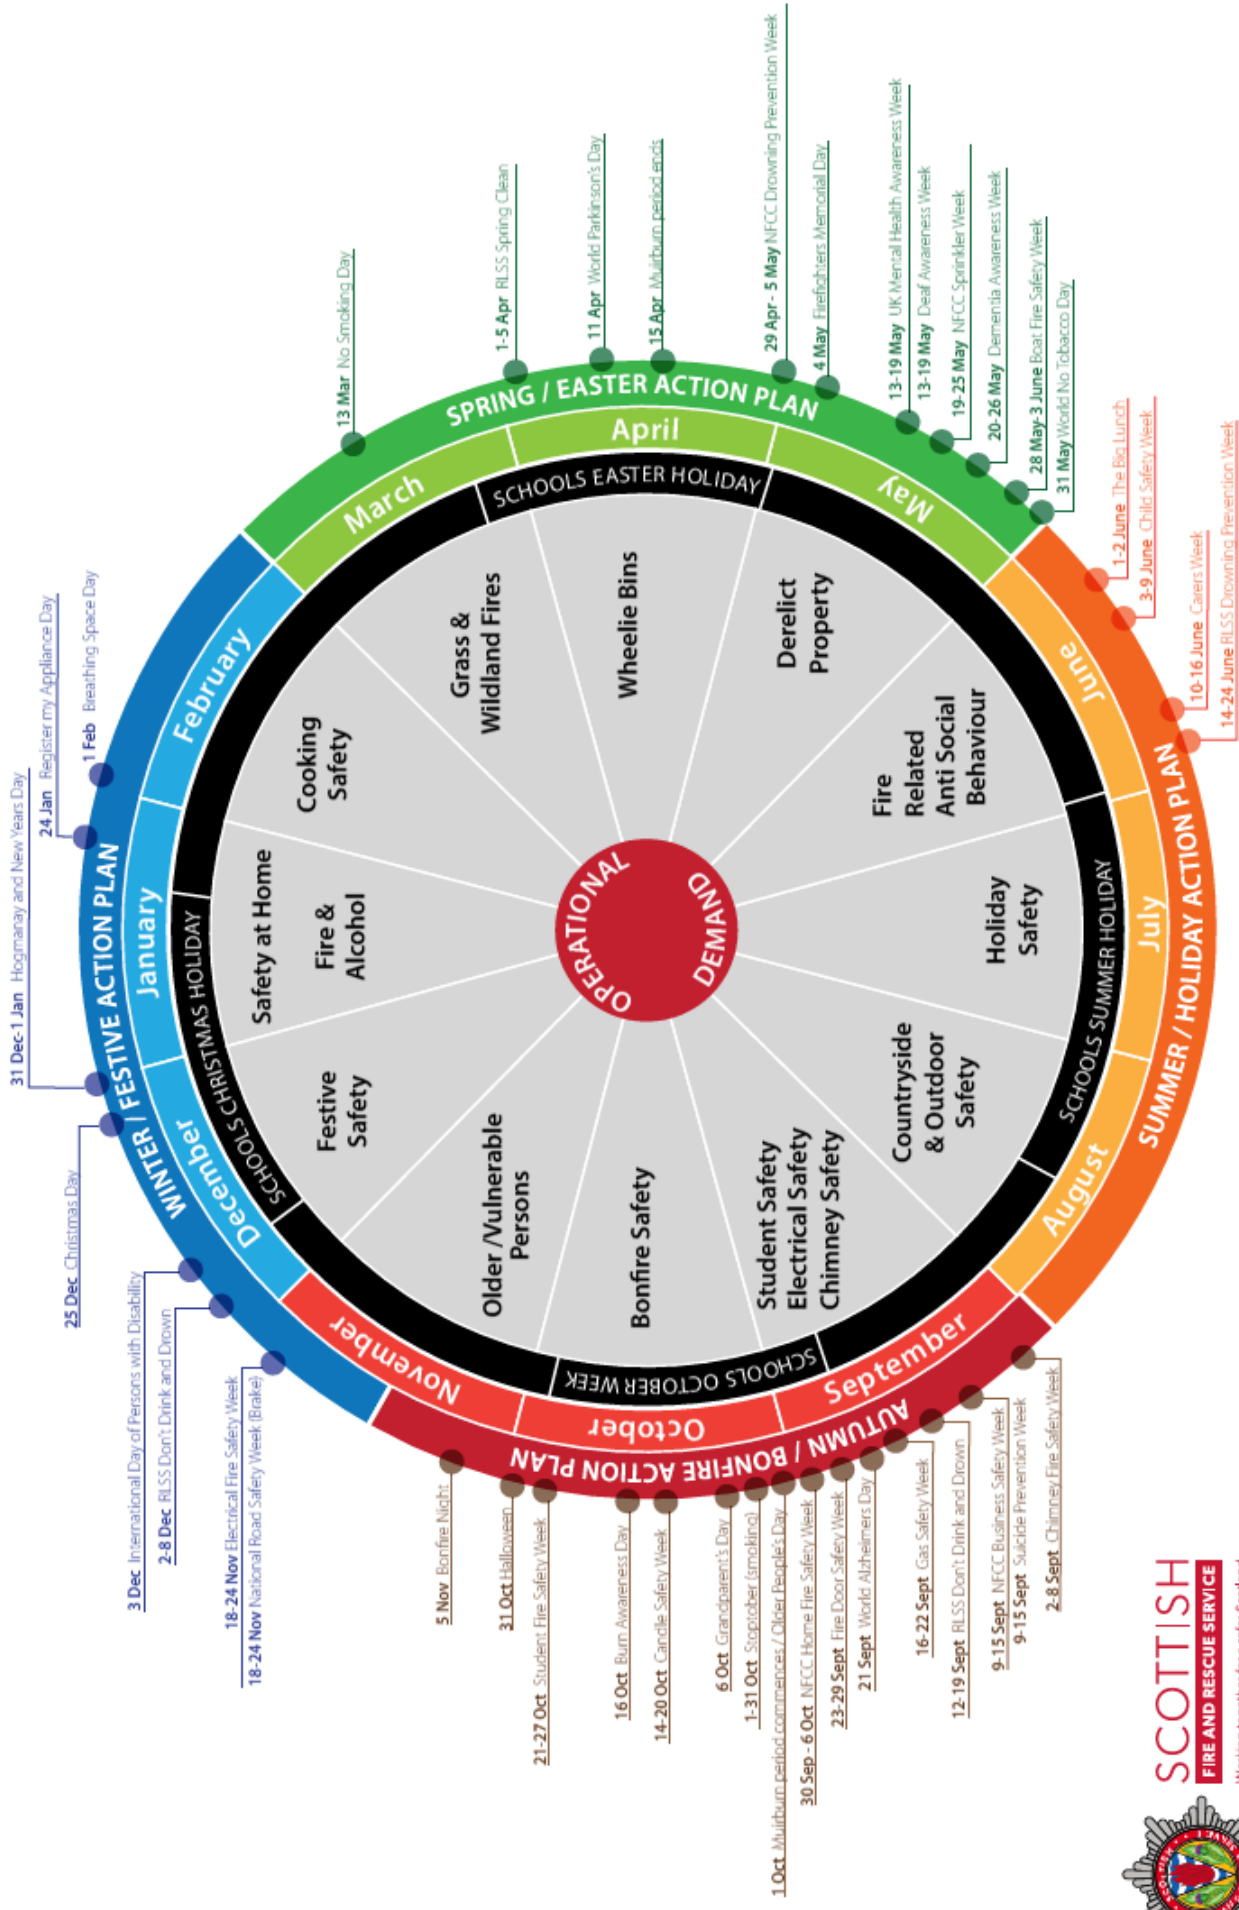 31 Dec-1 Jan Hogmanay and New Years Day
24 Jan Register my Appliance Day
1 Feb Breathing Space Day
25 Dec Christmas Day
3 Dec International Day of Persons with Disability
2-8 Dec RLSS Don't Drink and Drown
18-24 Nov Electrical Fire Safety Week
18-24 Nov National Road Safety Week (Brake)
13 Mar No Smoking Day
1-5 Apr RLSS Spring Clean
11 Apr World Parkinson's Day
15 Apr Muirburn period ends
29 Apr - 5 May NFCC Drowning Prevention Week
4 May Firefighters Memorial Day
13-19 May UK Mental Health Awareness Week
13-19 May Deaf Awareness Week
19-25 May NFCC Sprinkler Week
20-26 May Dementia Awareness Week
28 May-3 June Boat Fire Safety Week
31 May World No Tobacco Day
1-2 June The Big Lunch
3-9 June Child Safety Week
10-16 June Carers Week
14-24 June RLSS Drowning Prevention Week
5 Nov Bonfire Night
31 Oct Halloween
21-27 Oct Student Fire Safety Week
16 Oct Burn Awareness Day
14-20 Oct Candle Safety Week
6 Oct Grandparent's Day
1-31 Oct Stoptober (smoking)
1 Oct Muirburn period commences / Older People's Day
30 Sep - 6 Oct NFCC Home Fire Safety Week
23-29 Sept Fire Door Safety Week
21 Sept World Alzheimers Day
16-22 Sept Gas Safety Week
12-19 Sept RLSS Don't Drink and Drown
9-15 Sept NFCC Business Safety Week
9-15 Sept Suicide Prevention Week
2-8 Sept Chimney Fire Safety Week
WINTER / FESTIVE ACTION PLAN
SPRING / EASTER ACTION PLAN
SUMMER / HOLIDAY ACTION PLAN
AUTUMN / BONFIRE ACTION PLAN
January
February
March
April
May
June
July
August
September
October
November
December
SCHOOLS CHRISTMAS HOLIDAY
SCHOOLS EASTER HOLIDAY
SCHOOLS SUMMER HOLIDAY
SCHOOLS OCTOBER WEEK
Safety at Home
Fire &
Alcohol
Cooking
Safety
Grass &
Wildland Fires
Wheelie Bins
Derelict
Property
Fire
Related
Anti Social
Behaviour
Holiday
Safety
Countryside
& Outdoor
Safety
Student Safety
Electrical Safety
Chimney Safety
Bonfire Safety
Older /Vulnerable
Persons
Festive
Safety
OPERATIONAL
DEMAND
SCOTTISH
FIRE AND RESCUE SERVICE